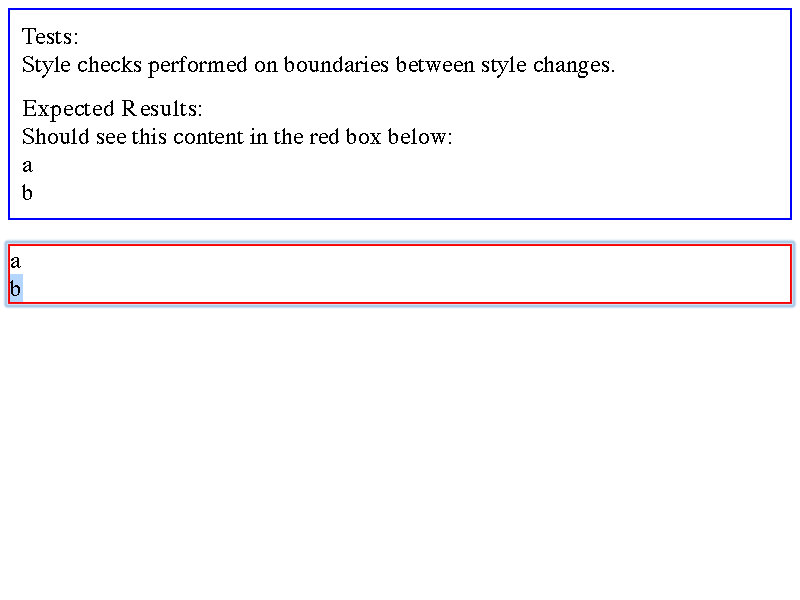 Tests:
Style checks performed on boundaries between style changes.
Expected Results:
Should see this content in the red box below:
a
b
a
b